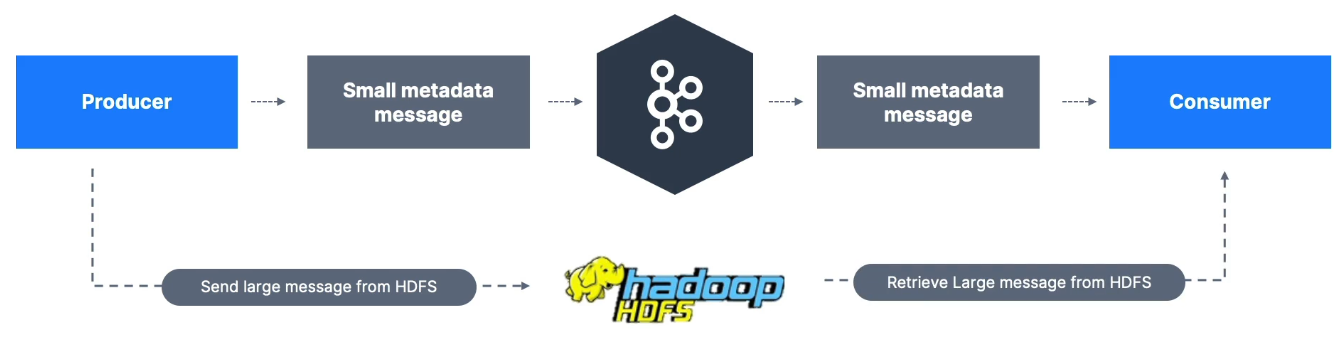 Producer
Small metadata
message
Small metadata
message
Consumer
Send large message from HDFS
hadoop
HDFS
Retrieve Large message from HDFS